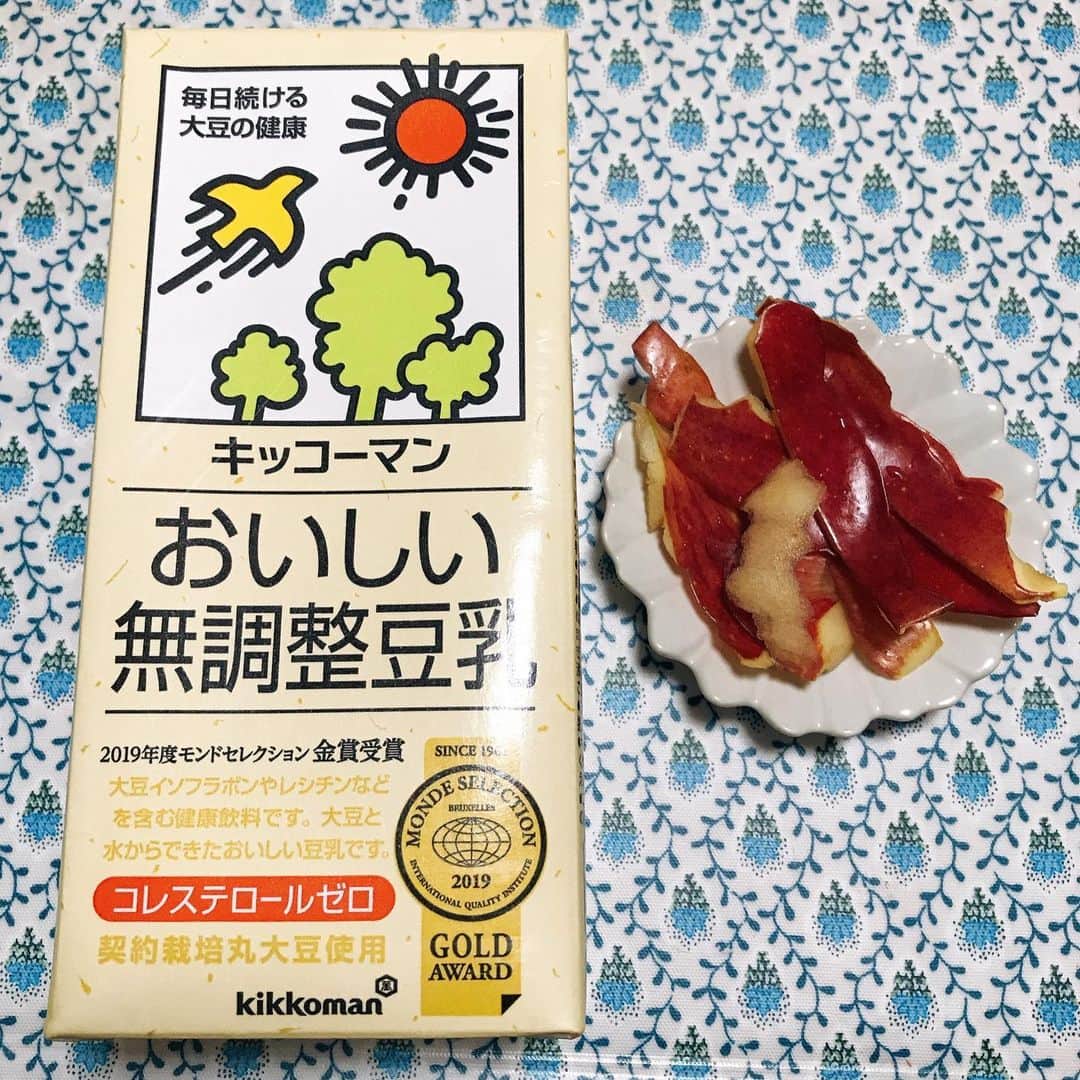 毎日続ける
大豆の健康
キッコーマン
おいしい
無調整豆乳
2019年度モンドセレクション 金賞受賞
大豆イソフラボンやレシチンなど
を含む健康飲料です。大豆と
水からできたおいしい豆乳です。
コレステロールゼロ
契約栽培丸大豆使用
kikkoman
SINCE 1961
MONDE SELECTION
BRUXELLES
2019
INTERNATIONAL QUALITY INSTITUTE
GOLD
AWARD